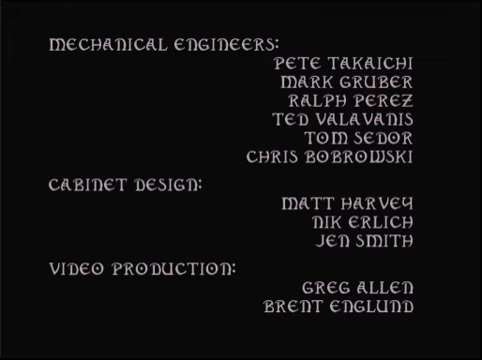 MECHANICAL ENGINEERS:
PETE TAKAICHI
MARK GRUBER
RALPH PEREZ
TED VALAVANIS
TOM SEDOR
CHRIS BOBROWSKI
CABINET DESIGN:
MATT HARVEY
NIK ERLICH
JEN SMITH
VIDEO PRODUCTION:
GREG ALLEN
BRENT ENGLUND